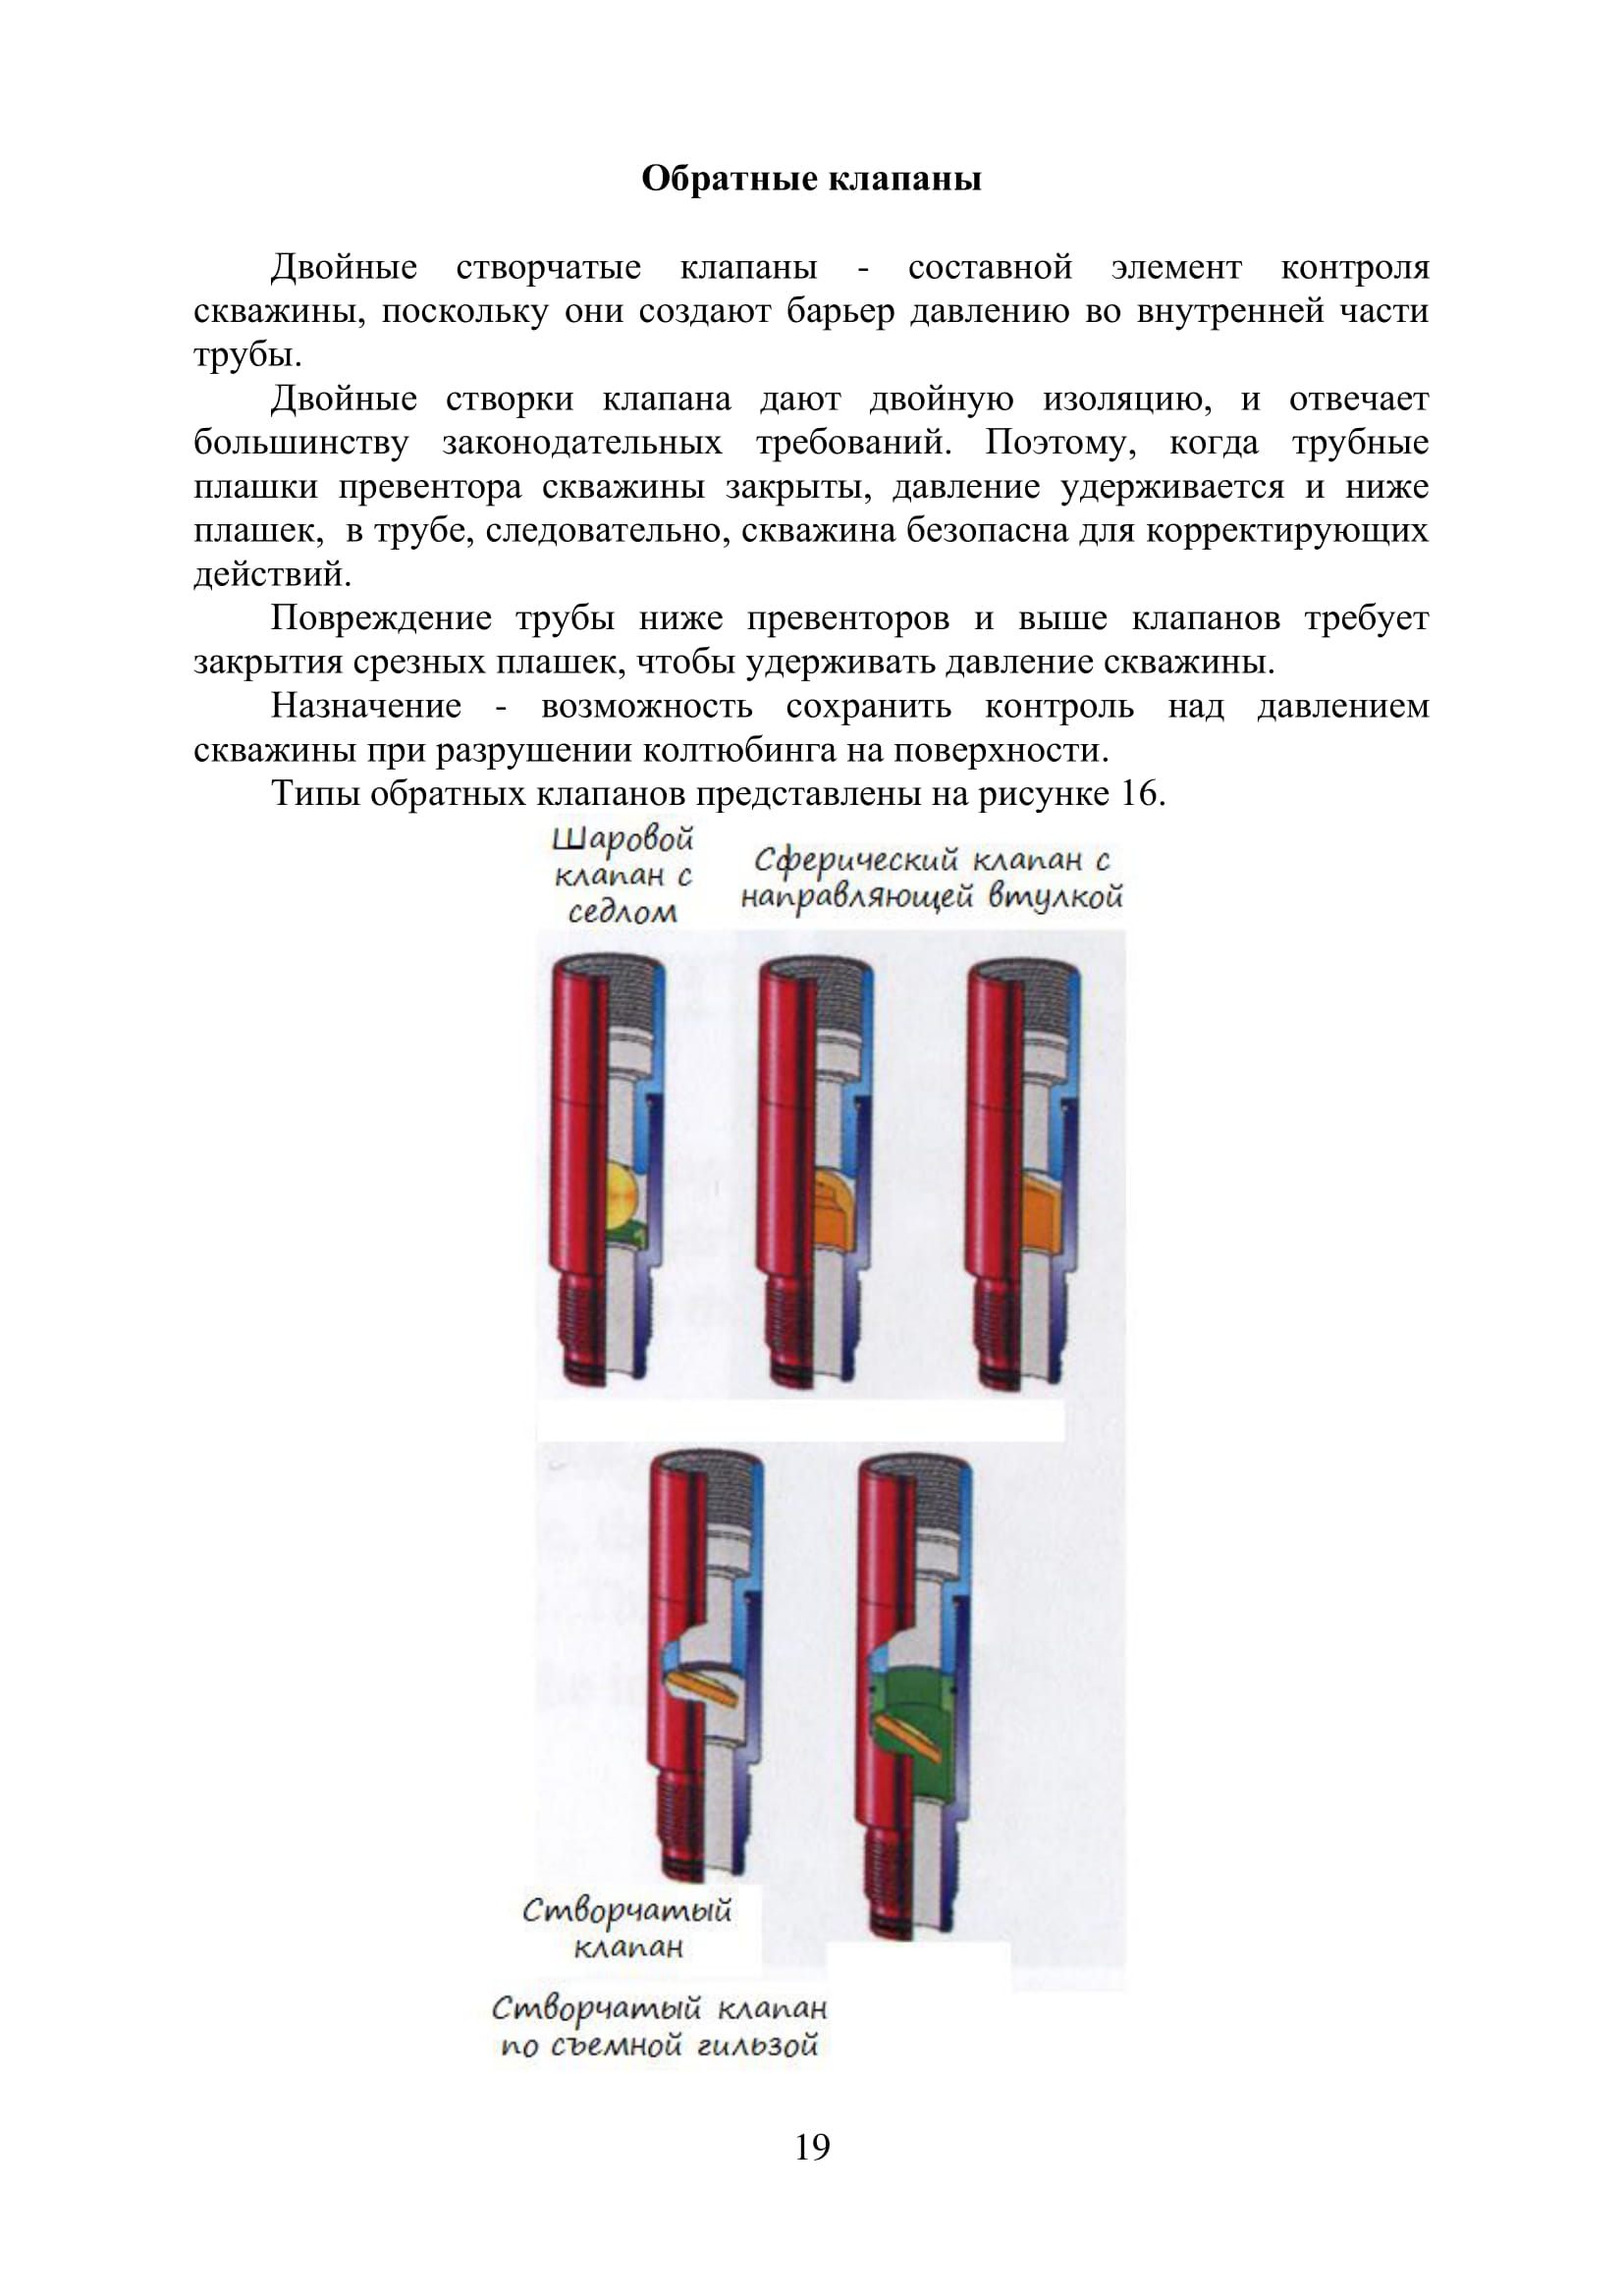 Обратные клапаны
Двойные створчатые клапаны - составной элемент контроля
скважины, поскольку они создают барьер давлению во внутренней части
трубы.
Двойные створки клапана дают двойную изоляцию, и отвечает
большинству законодательных требований. Поэтому, когда трубные
плашки превентора скважины закрыты, давление удерживается и ниже
плашек, в трубе, следовательно, скважина безопасна для корректирующих
действий.
Повреждение трубы ниже превенторов и выше клапанов требует
закрытия срезных плашек, чтобы удерживать давление скважины.
Назначение - возможность сохранить контроль над давлением
скважины при разрушении колтюбинга на поверхности.
Типы обратных клапанов представлены на рисунке 16.
Шаровой
клапан с
седлом
Сферический клапан с
направляющей втулкой
Створчатый
клапан
Створчатый клапан
по съемной гильзой
19